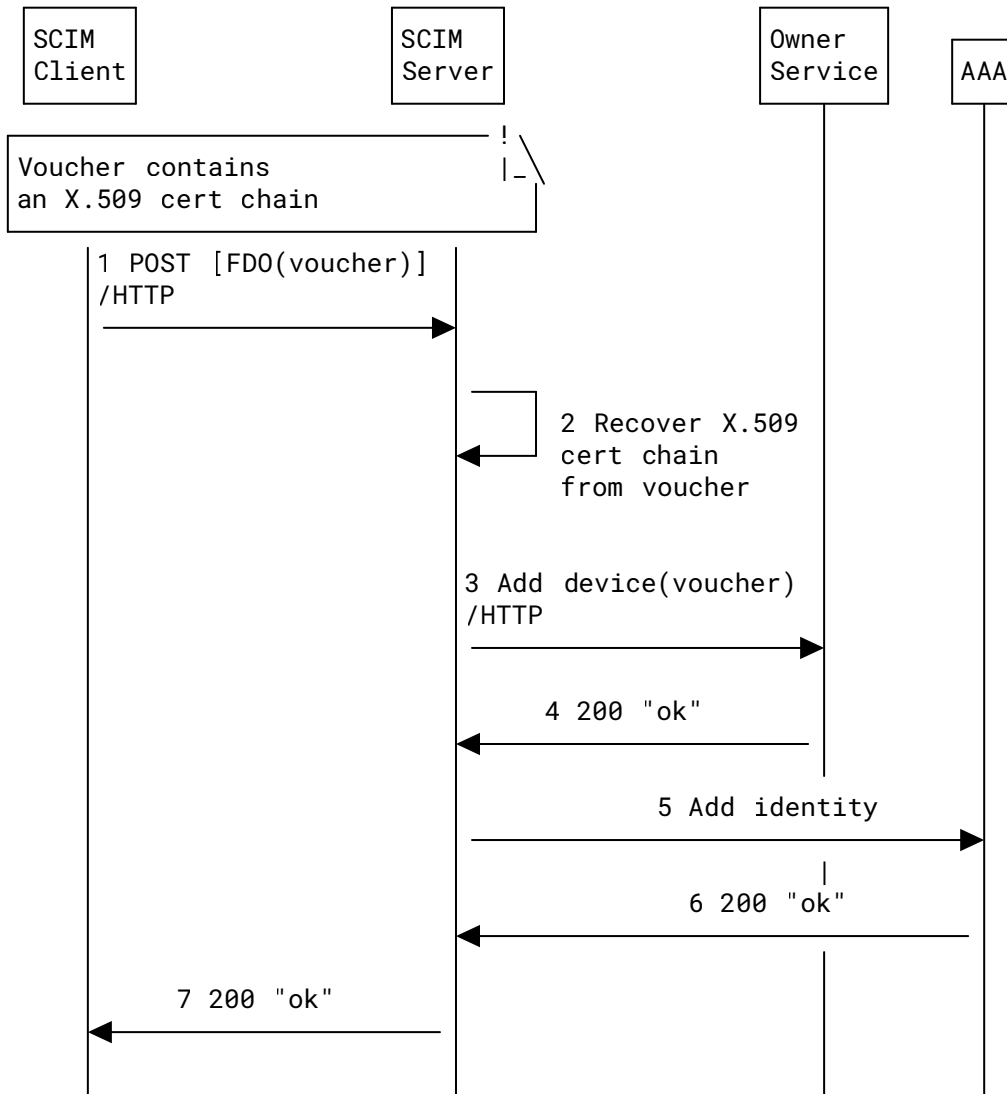 SCIM
Client
SCIM
Server
Owner
Service
AAA
Voucher contains
an X.509 cert chain
1 POST [FDO(voucher)]
/HTTP
2 Recover X.509
cert chain
from voucher
3 Add device(voucher)
/HTTP
4 200 "ok"
5 Add identity
6 200 "ok"
7 200 "ok"